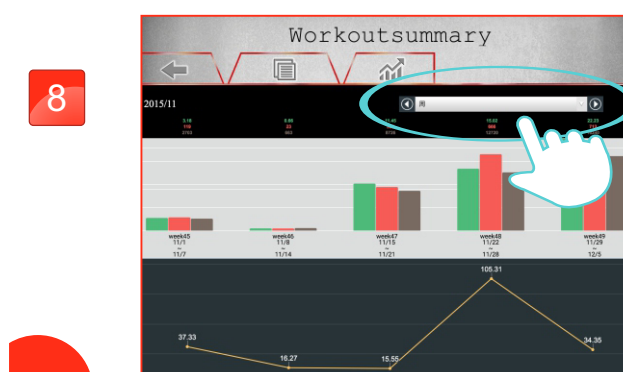 Workoutsummary
8
2015/11
周
week45 week46 week47 week48 week49
11/1 11/8 11/15 11/22 11/29
~ ~ ~ ~ ~
11/7 11/14 11/21 11/28 12/5
105.31
37.33
16.27
15.55
34.35